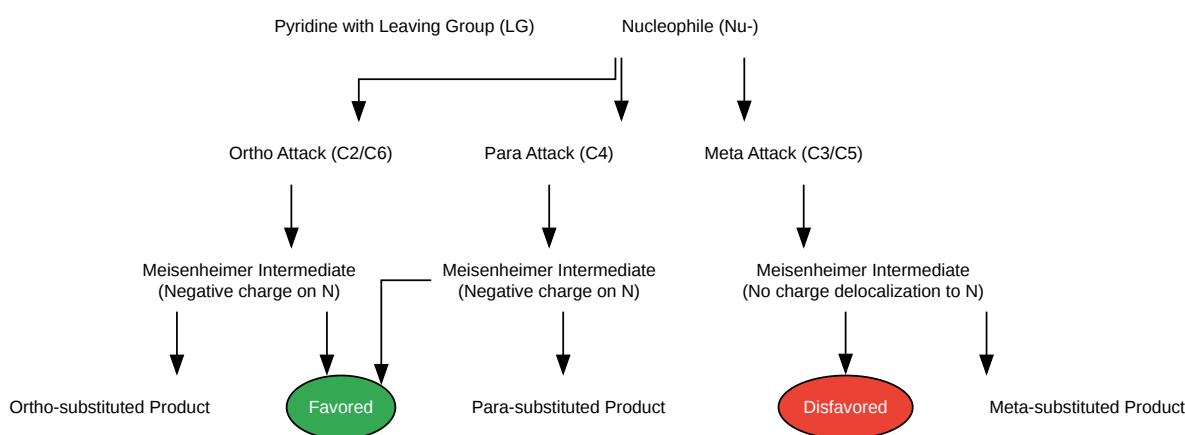 Pyridine with Leaving Group (LG)
Nucleophile (Nu-)
Ortho Attack (C2/C6)
Para Attack (C4)
Meta Attack (C3/C5)
Meisenheimer Intermediate
(Negative charge on N)
Meisenheimer Intermediate
(Negative charge on N)
Meisenheimer Intermediate
(No charge delocalization to N)
Ortho-substituted Product
Favored
Para-substituted Product
Disfavored
Meta-substituted Product